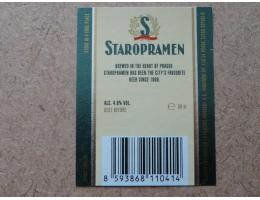 S
STAROPRAMEN
BREWED IN THE HEART OF PRAGUE
STAROPRAMEN HAS BEEN THE CITY'S FAVOURITE
BEER SINCE 1869.
ALC. 4.8% VOL.
BEST BEFORE
8 593868 110414